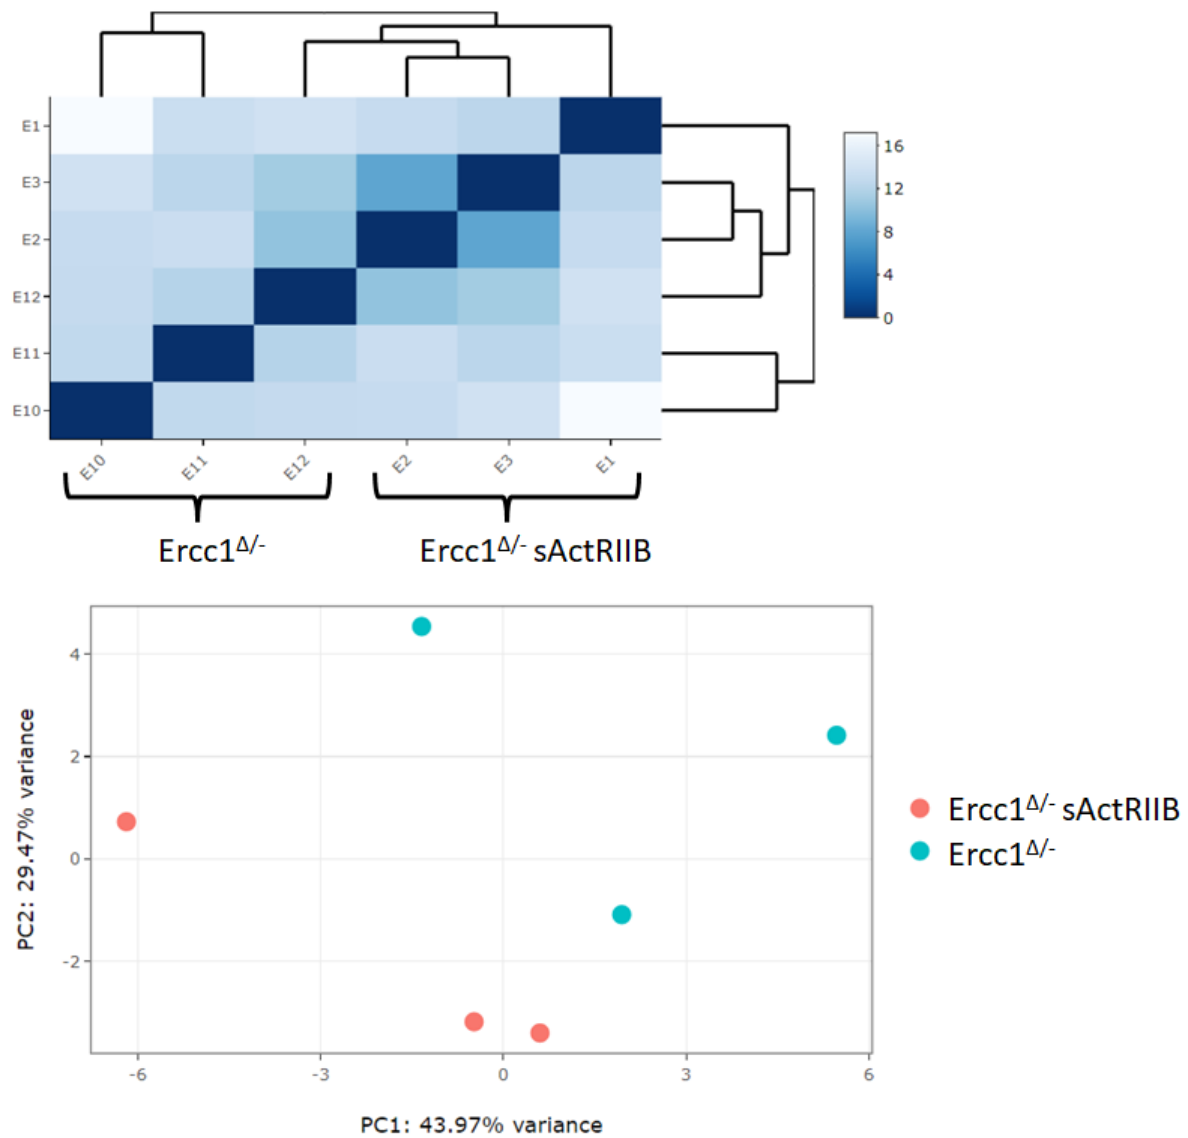 E1
E3
E2
E12
E11
E10
16
12
8
4
0
E10 E11 E12 E2 E3 E1
Ercc1Δ/- Ercc1Δ/- sActRIIB
4
2
0
-2
PC2: 29.47% variance
-6 -3 0 3 6
PC1: 43.97% variance
Ercc1Δ/- sActRIIB
Ercc1Δ/-